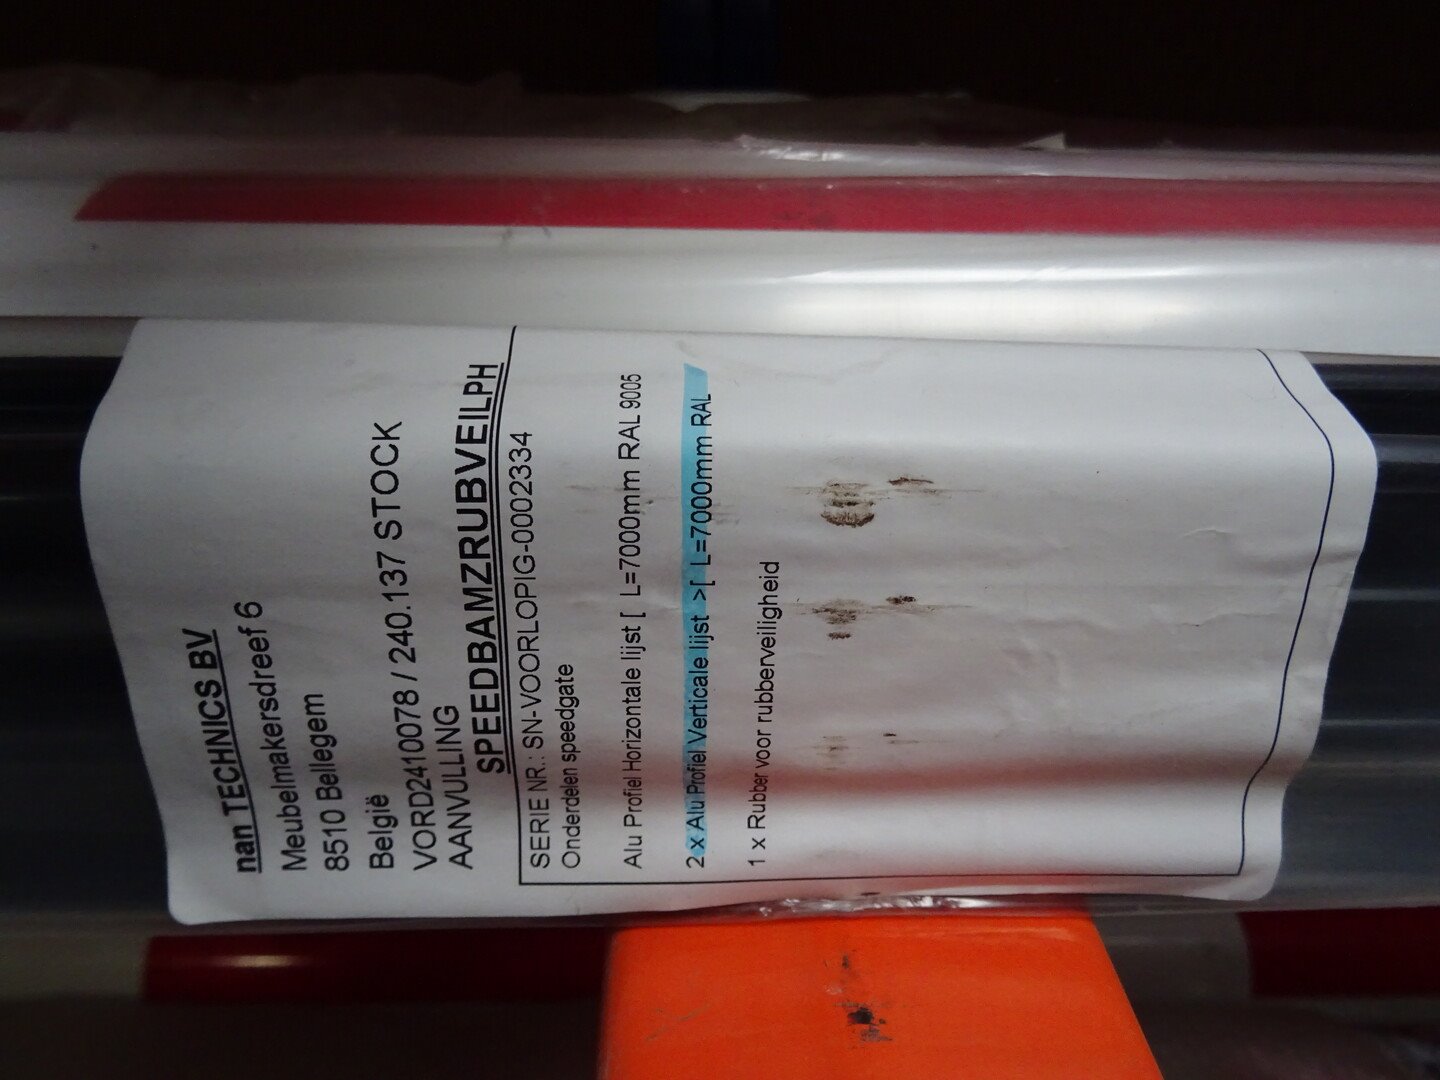 nan TECHNICS BV
Meubelmakersdreef 6
8510 Bellegem
België
VORD2410078 / 240.137 STOCK
AANVULLING
SPEEDBAMZRUBVEILPH
SERIE NR.: SN-VOORLOPIG-0002334
Onderdelen speedgate
Alu Profiel Horizontale lijst [ L=7000mm RAL 9005
2 x Alu Profiel Verticale lijst >[ L=7000mm RAL
1 x Rubber voor rubberveiligheid